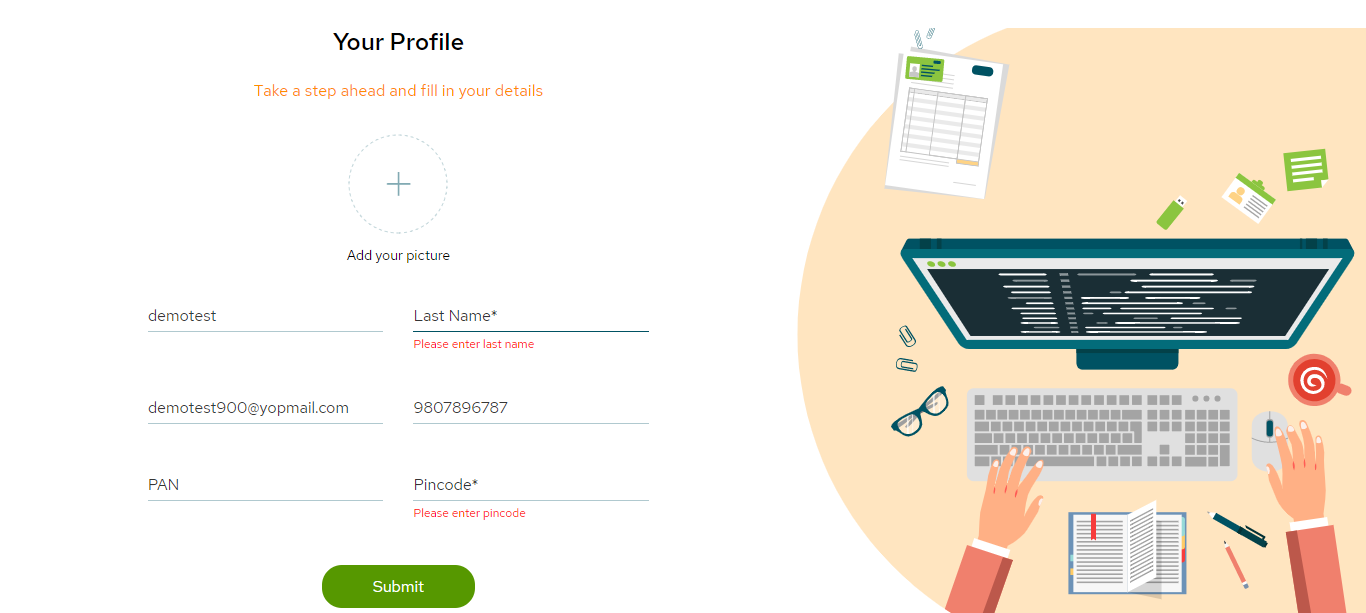 Your Profile
Take a step ahead and fill in your details
Add your picture
demotest
Last Name*
Please enter last name
demotest900@yopmail.com
9807896787
PAN
Pincode*
Please enter pincode
Submit